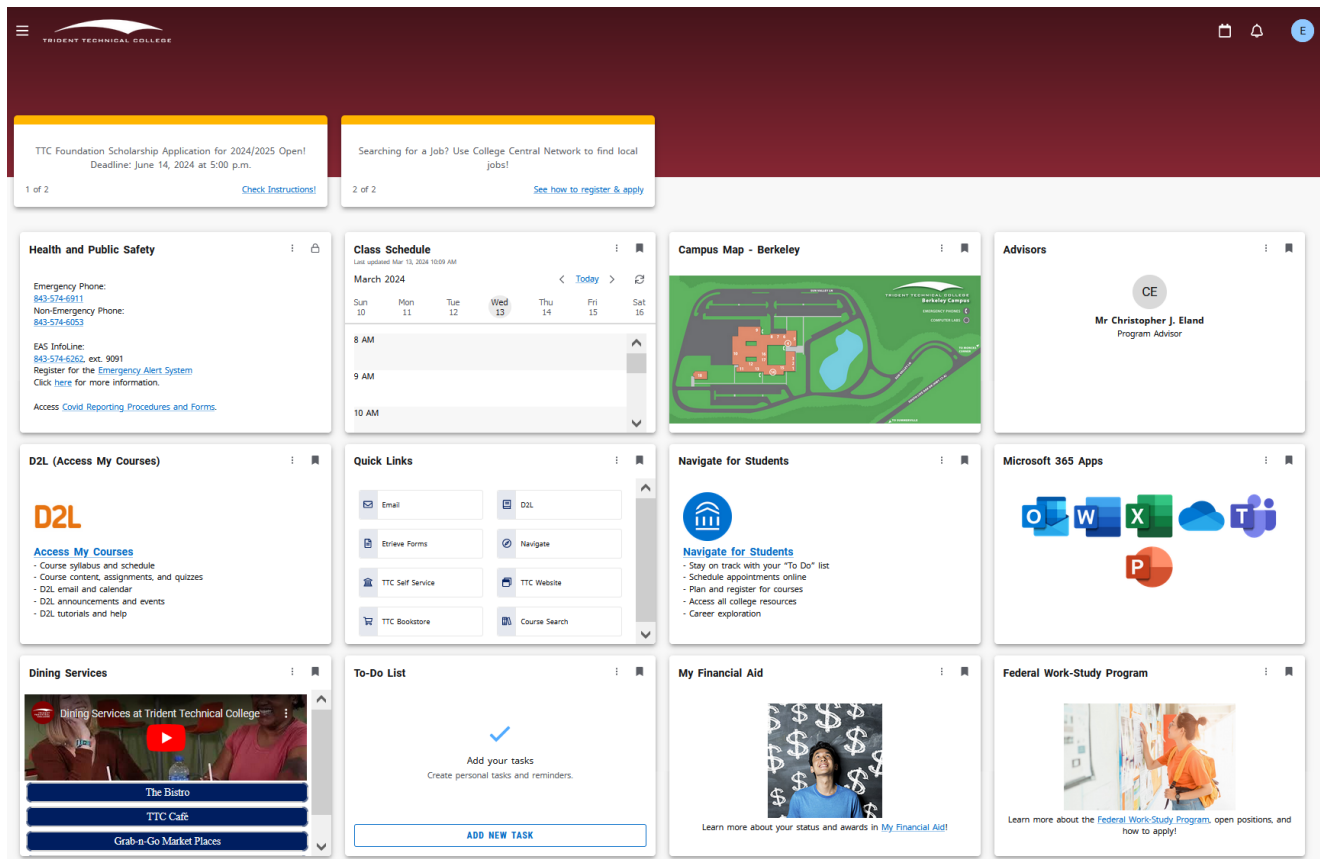 TRIDENT TECHNICAL COLLEGE
E
TTC Foundation Scholarship Application for 2024/2025 Open!
Deadline: June 14, 2024 at 5:00 p.m.
1 of 2
Check Instructions!
Searching for a Job? Use College Central Network to find local
jobs!
2 of 2
See how to register & apply
Health and Public Safety
Emergency Phone:
843-574-6911
Non-Emergency Phone:
843-574-6053
EAS InfoLine:
843-574-6262, ext. 9091
Register for the Emergency Alert System
Click here for more information.
Access Covid Reporting Procedures and Forms.
Class Schedule
Last updated Mar 13, 2024 10:09 AM
March 2024
Today
Sun Mon Tue Wed Thu Fri Sat
10 11 12 13 14 15 16
8 AM
9 AM
10 AM
Campus Map - Berkeley
TRIDENT TECHNICAL COLLEGE
Berkeley Campus
EMERGENCY PHONES
COMPUTER LABS
Advisors
CE
Mr Christopher J. Eland
Program Advisor
D2L (Access My Courses)
D2L
Access My Courses
- Course syllabus and schedule
- Course content, assignments, and quizzes
- D2L email and calendar
- D2L announcements and events
- D2L tutorials and help
Quick Links
Email
D2L
Etrieve Forms
Navigate
TTC Self Service
TTC Website
TTC Bookstore
Course Search
Navigate for Students
Navigate for Students
- Stay on track with your "To Do" list
- Schedule appointments online
- Plan and register for courses
- Access all college resources
- Career exploration
Microsoft 365 Apps
O W X T
P
Dining Services
Dining Services at Trident Technical College
The Bistro
TTC Café
Grab-n-Go Market Places
To-Do List
Add your tasks
Create personal tasks and reminders.
ADD NEW TASK
My Financial Aid
Learn more about your status and awards in My Financial Aid!
Federal Work-Study Program
Learn more about the Federal Work-Study Program, open positions, and
how to apply!